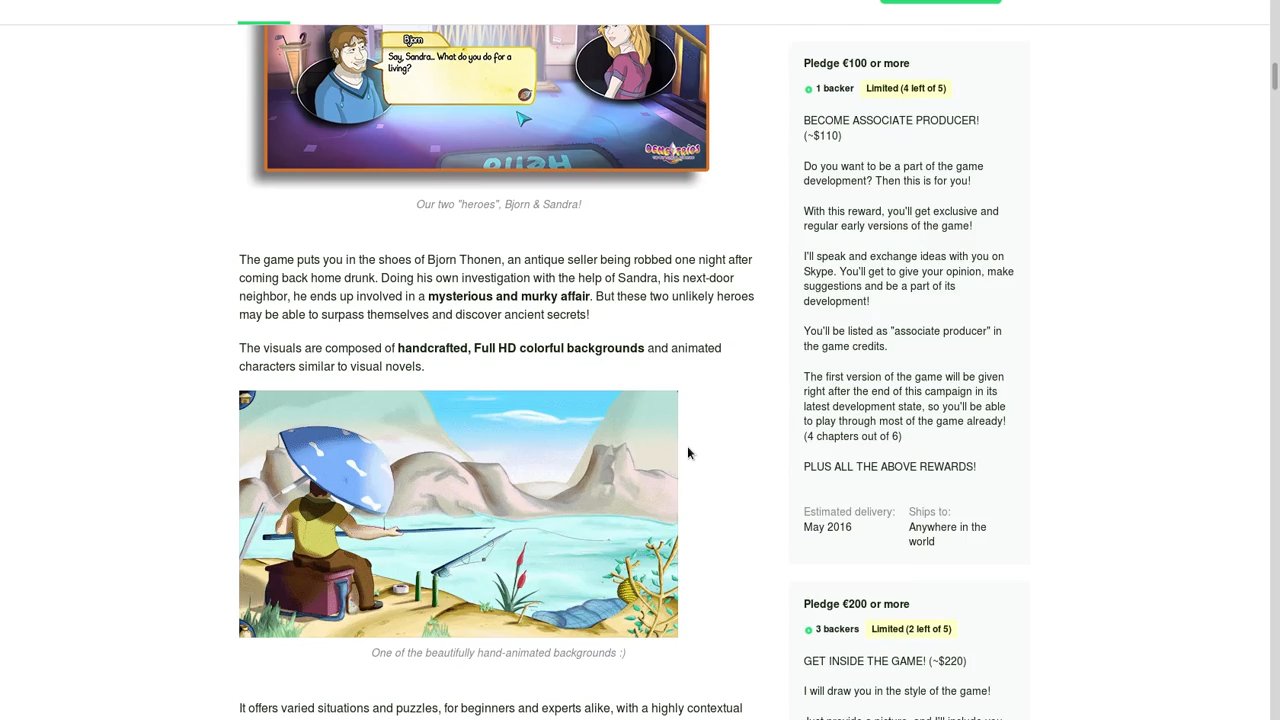 Bjorn
Say, Sandra... What do you do for a
living?
Hello
Our two "heroes", Bjorn & Sandra!
The game puts you in the shoes of Bjorn Thonen, an antique seller being robbed one night after
coming back home drunk. Doing his own investigation with the help of Sandra, his next-door
neighbor, he ends up involved in a mysterious and murky affair. But these two unlikely heroes
may be able to surpass themselves and discover ancient secrets!
The visuals are composed of handcrafted, Full HD colorful backgrounds and animated
characters similar to visual novels.
One of the beautifully hand-animated backgrounds :)
It offers varied situations and puzzles, for beginners and experts alike, with a highly contextual
Pledge €100 or more
1 backer Limited (4 left of 5)
BECOME ASSOCIATE PRODUCER!
(~$110)
Do you want to be a part of the game
development? Then this is for you!
With this reward, you'll get exclusive and
regular early versions of the game!
I'll speak and exchange ideas with you on
Skype. You'll get to give your opinion, make
suggestions and be a part of its
development!
You'll be listed as "associate producer" in
the game credits.
The first version of the game will be given
right after the end of this campaign in its
latest development state, so you'll be able
to play through most of the game already!
(4 chapters out of 6)
PLUS ALL THE ABOVE REWARDS!
Estimated delivery: Ships to:
May 2016 Anywhere in the
world
Pledge €200 or more
3 backers Limited (2 left of 5)
GET INSIDE THE GAME! (~$220)
I will draw you in the style of the game!